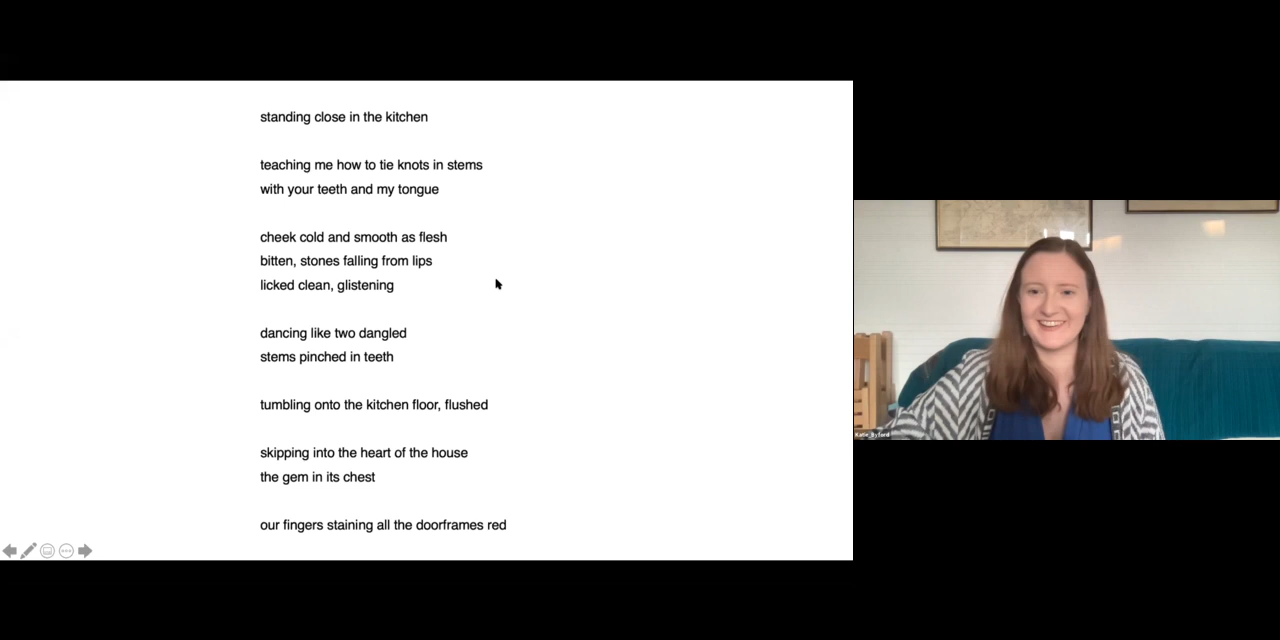 standing close in the kitchen
teaching me how to tie knots in stems
with your teeth and my tongue
cheek cold and smooth as flesh
bitten, stones falling from lips
licked clean, glistening
dancing like two dangled
stems pinched in teeth
tumbling onto the kitchen floor, flushed
skipping into the heart of the house
the gem in its chest
our fingers staining all the doorframes red
Katie_Byford